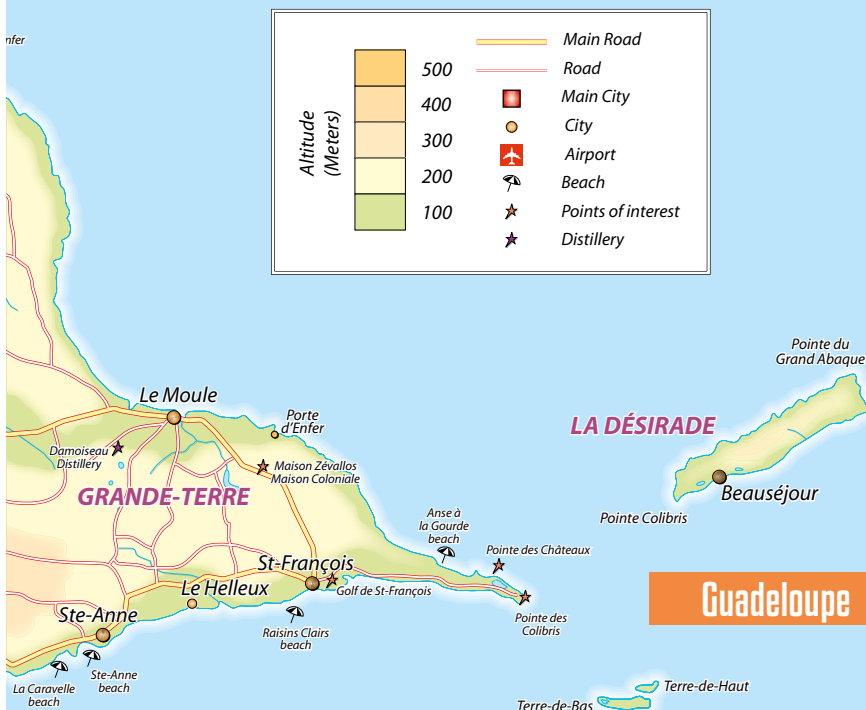 nfer
Altitude
(Meters)
500
400
300
200
100
Main Road
Road
Main City
City
Airport
Beach
Points of interest
Distillery
Pointe du
Grand Abaque
LA DÉSIRADE
Beauséjour
Pointe Colibris
Le Moule
Porte
d'Enfer
Damoiseau
Distillery
Maison Zévallos
Maison Coloniale
GRANDE-TERRE
Anse à
la Gourde
beach
Pointe des Châteaux
St-François
Golf de St-François
Le Helleux
Pointe des
Colibris
Ste-Anne
Raisins Clairs
beach
Ste-Anne
beach
La Caravelle
beach
Guadeloupe
Terre-de-Haut
Terre-de-Bas